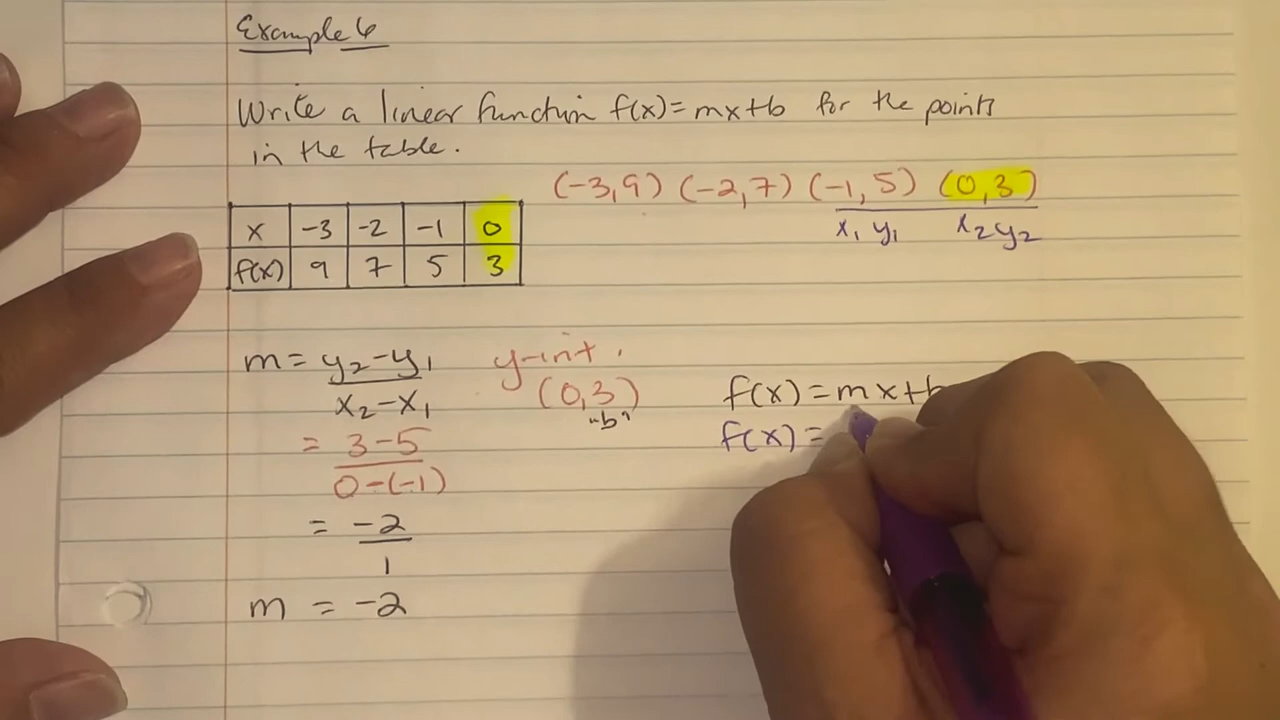 Example 6
Write a linear function f(x) = mx+b for the points
in the table.
(-3,9) (-2,7) (-1,5) (0,3)
x₁ y₁ x₂ y₂
x -3 -2 -1 0
f(x) 9 7 5 3
m = y₂-y₁
x₂-x₁
= 3-5
0-(-1)
= -2
1
m = -2
y-int.
(0,3)
"b"
f(x) = mx+b
f(x) =